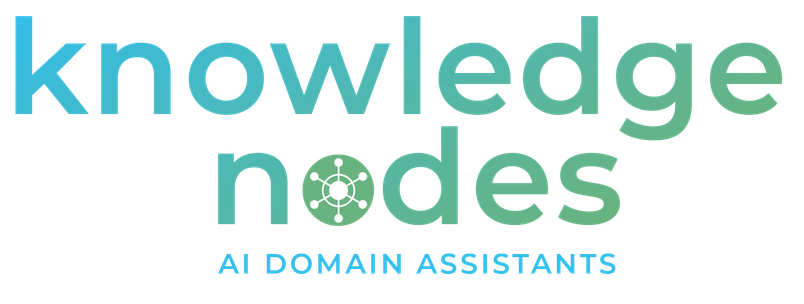 knowledge
nodes
AI DOMAIN ASSISTANTS